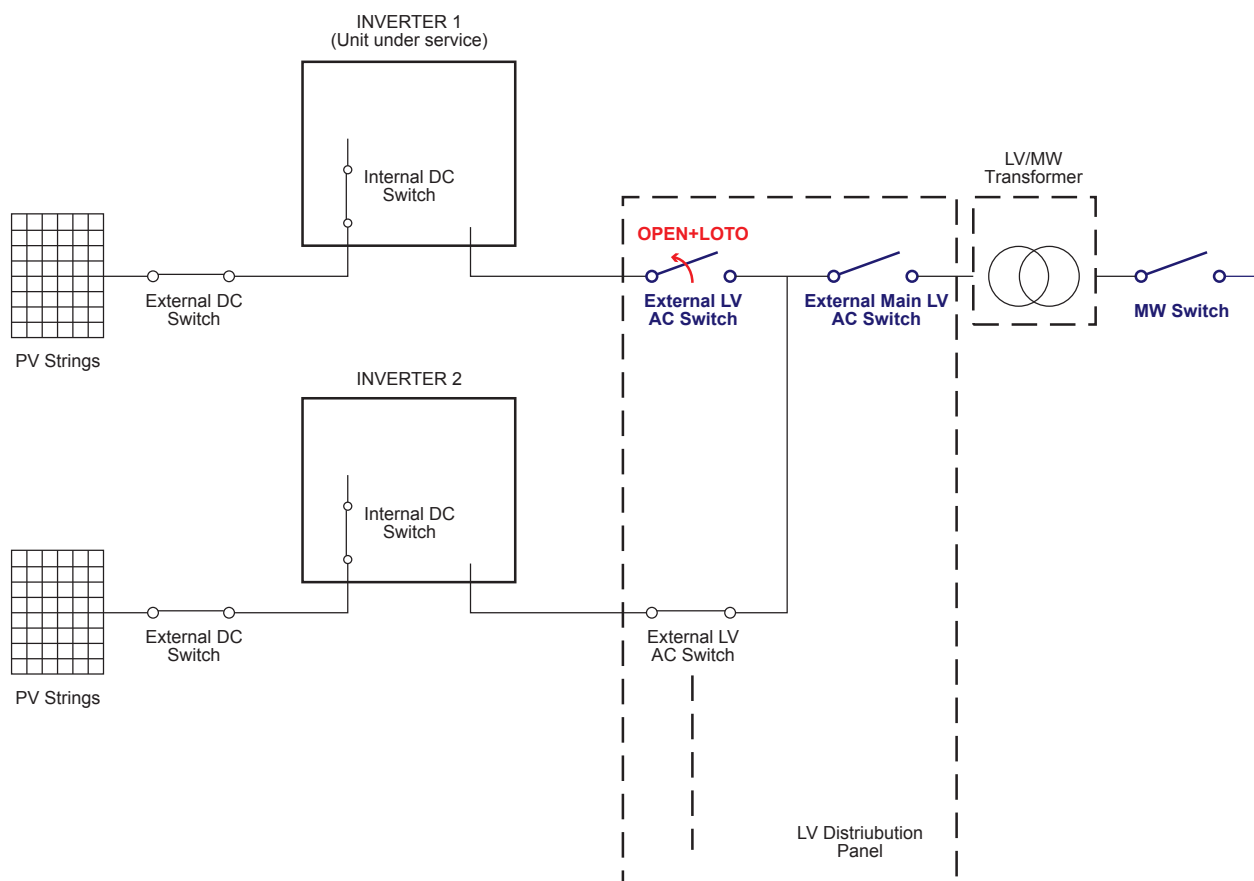 INVERTER 1
(Unit under service)
Internal DC
Switch
LV/MW
Transformer
OPEN+LOTO
External DC
Switch
External LV
AC Switch
External Main LV
AC Switch
MW Switch
PV Strings
INVERTER 2
Internal DC
Switch
External DC
Switch
External LV
AC Switch
PV Strings
LV Distriubution
Panel